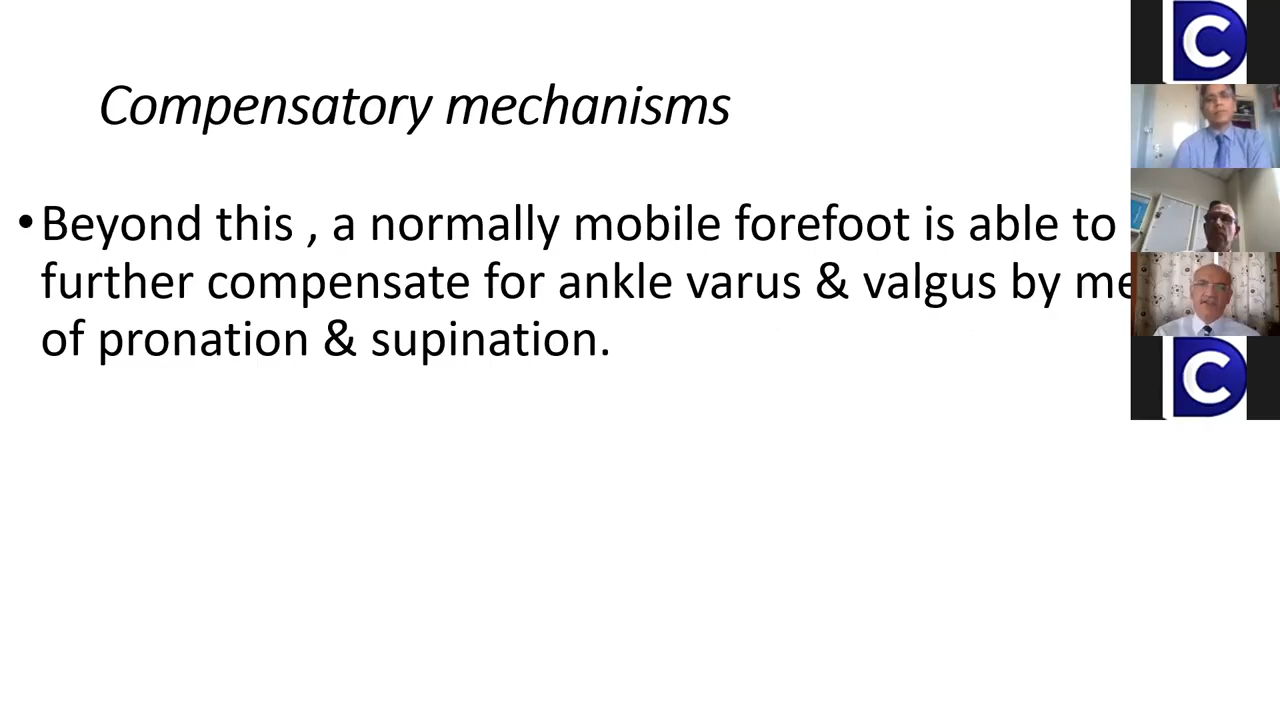 Compensatory mechanisms
• Beyond this , a normally mobile forefoot is able to
further compensate for ankle varus & valgus by
of pronation & supination.
C
C